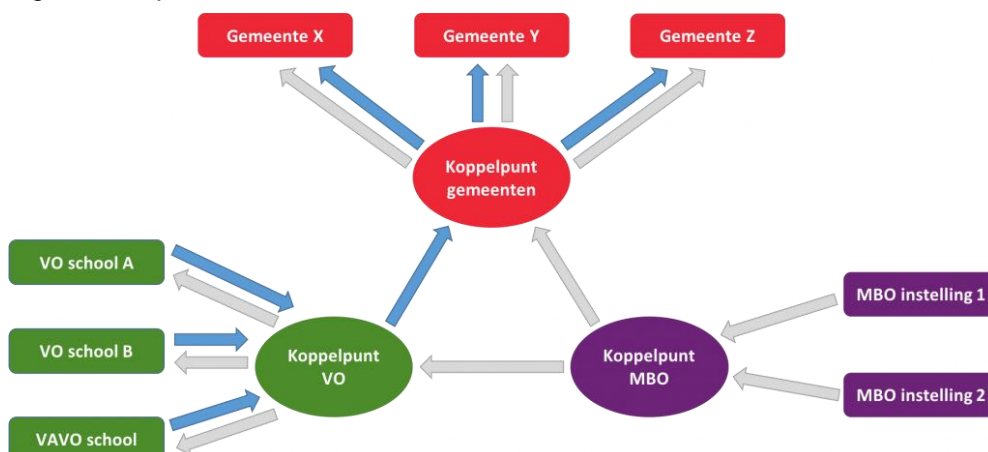 Gemeente X
Gemeente Y
Gemeente Z
Koppelpunt
gemeenten
VO school A
MBO instelling 1
VO school B
Koppelpunt
VO
Koppelpunt
MBO
MBO instelling 2
VAVO school